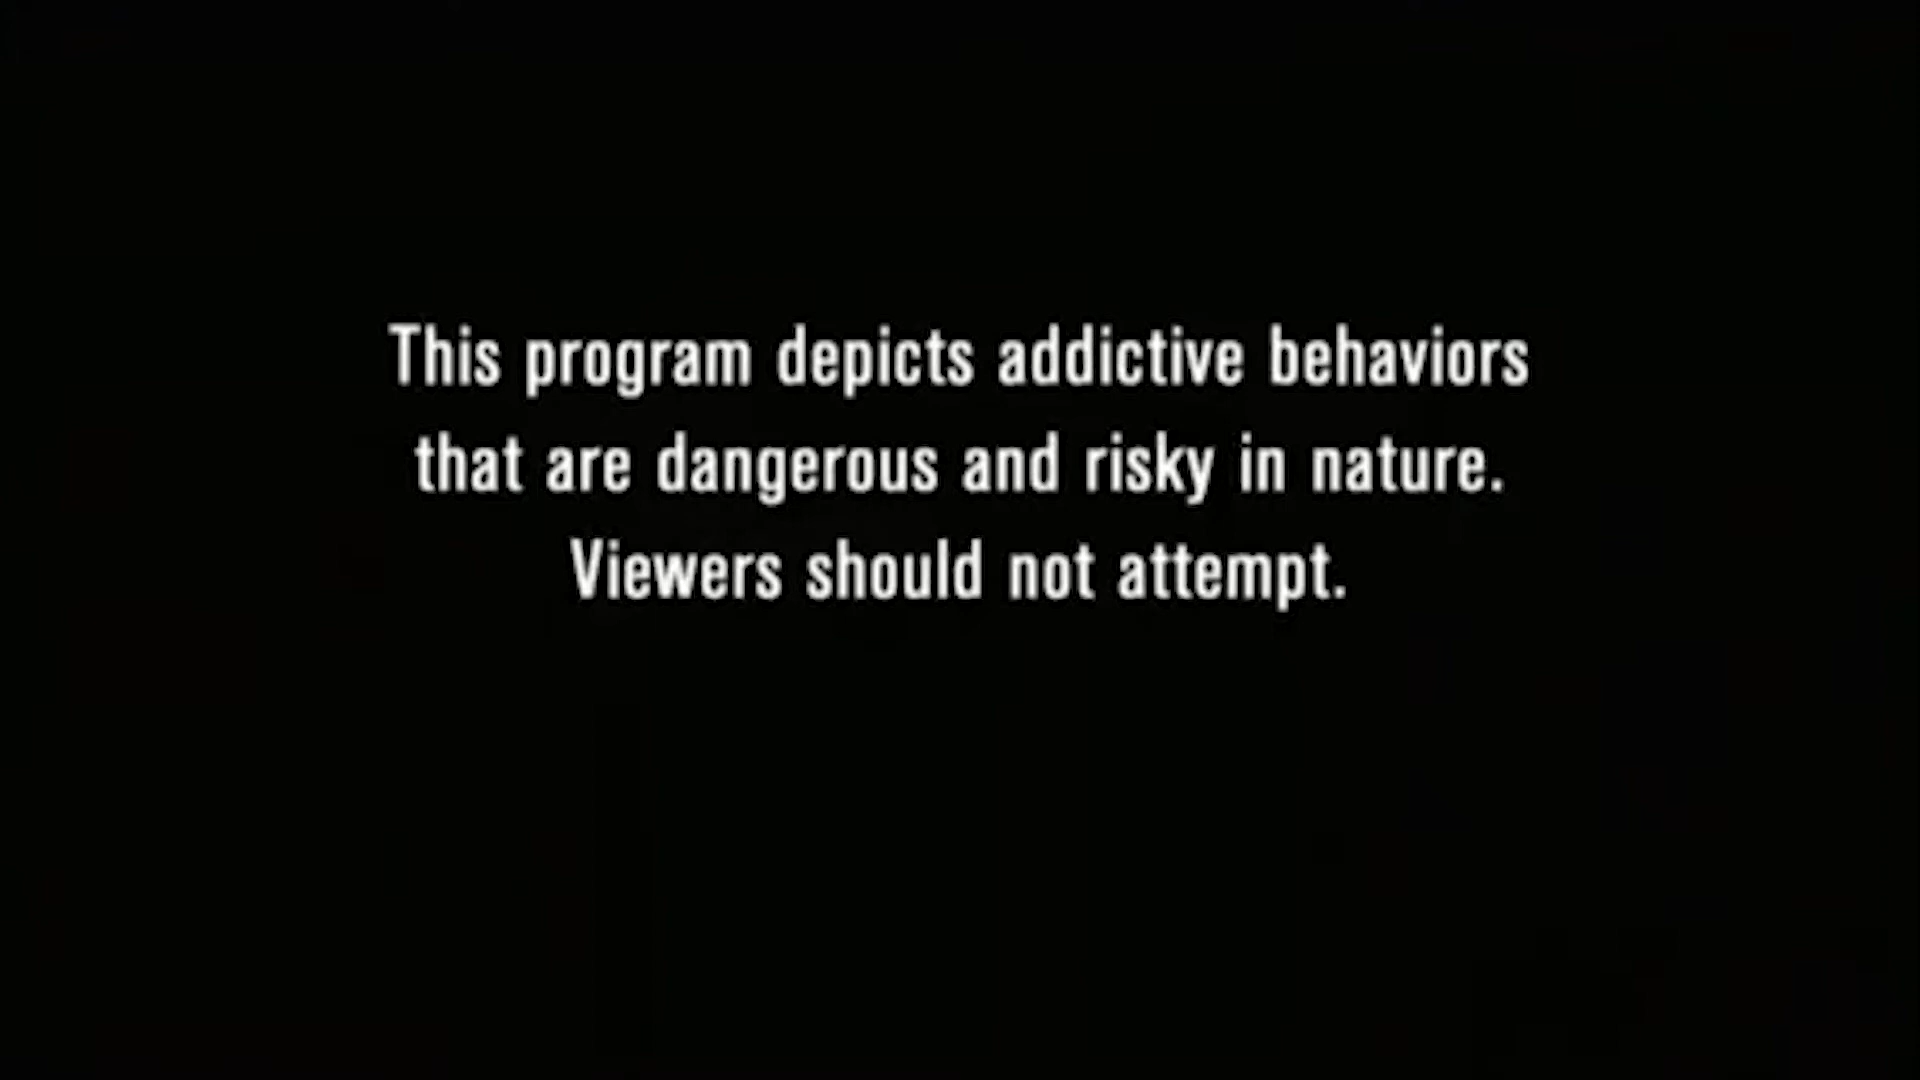 This program depicts addictive behaviors
that are dangerous and risky in nature.
Viewers should not attempt.